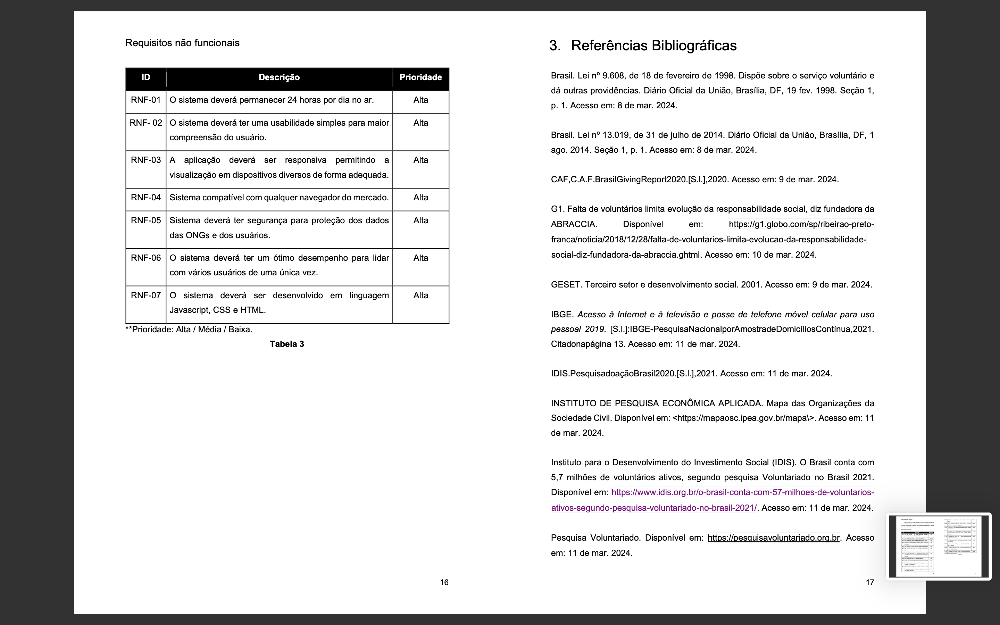 Requisitos não funcionais
ID Descrição Prioridade
RNF-01 O sistema deverá permanecer 24 horas por dia no ar. Alta
RNF- 02 O sistema deverá ter uma usabilidade simples para maior Alta
compreensão do usuário.
RNF-03 A aplicação deverá ser responsiva permitindo a Alta
visualização em dispositivos diversos de forma adequada.
RNF-04 Sistema compatível com qualquer navegador do mercado. Alta
RNF-05 Sistema deverá ter segurança para proteção dos dados Alta
das ONGs e dos usuários.
RNF-06 O sistema deverá ter um ótimo desempenho para lidar Alta
com vários usuários de uma única vez.
RNF-07 O sistema deverá ser desenvolvido em linguagem Alta
Javascript, CSS e HTML.
**Prioridade: Alta / Média / Baixa.
Tabela 3
16
3. Referências Bibliográficas
Brasil. Lei nº 9.608, de 18 de fevereiro de 1998. Dispõe sobre o serviço voluntário e
dá outras providências. Diário Oficial da União, Brasília, DF, 19 fev. 1998. Seção 1,
p. 1. Acesso em: 8 de mar. 2024.
Brasil. Lei nº 13.019, de 31 de julho de 2014. Diário Oficial da União, Brasília, DF, 1
ago. 2014. Seção 1, p. 1. Acesso em: 8 de mar. 2024.
CAF,C.A.F.BrasilGivingReport2020.[S.l.],2020. Acesso em: 9 de mar. 2024.
G1. Falta de voluntários limita evolução da responsabilidade social, diz fundadora da
ABRACCIA. Disponível em: https://g1.globo.com/sp/ribeirao-preto-
franca/noticia/2018/12/28/falta-de-voluntarios-limita-evolucao-da-responsabilidade-
social-diz-fundadora-da-abraccia.ghtml. Acesso em: 10 de mar. 2024.
GESET. Terceiro setor e desenvolvimento social. 2001. Acesso em: 9 de mar. 2024.
IBGE. Acesso à Internet e à televisão e posse de telefone móvel celular para uso
pessoal 2019. [S.l.]:IBGE-PesquisaNacionalporAmostradeDomicíliosContínua,2021.
Citadonapágina 13. Acesso em: 11 de mar. 2024.
IDIS.PesquisadoaçãoBrasil2020.[S.l.],2021. Acesso em: 11 de mar. 2024.
INSTITUTO DE PESQUISA ECONÔMICA APLICADA. Mapa das Organizações da
Sociedade Civil. Disponível em: <https://mapaosc.ipea.gov.br/mapa\>. Acesso em: 11
de mar. 2024.
Instituto para o Desenvolvimento do Investimento Social (IDIS). O Brasil conta com
5,7 milhões de voluntários ativos, segundo pesquisa Voluntariado no Brasil 2021.
Disponível em: https://www.idis.org.br/o-brasil-conta-com-57-milhoes-de-voluntarios-
ativos-segundo-pesquisa-voluntariado-no-brasil-2021/. Acesso em: 11 de mar. 2024.
Pesquisa Voluntariado. Disponível em: https://pesquisavoluntariado.org.br. Acesso
em: 11 de mar. 2024.
17